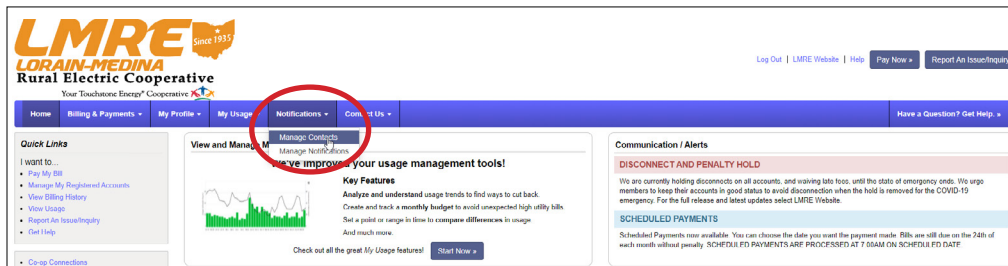 LMRE
Since 1935
LORAIN-MEDINA
Rural Electric Cooperative
Your Touchstone Energy® Cooperative
Log Out | LMRE Website | Help
Pay Now »
Report An Issue/Inquiry
Home
Billing & Payments
My Profile
My Usage
Notifications
Contact Us
Have a Question? Get Help. »
Manage Contacts
Manage Notifications
Quick Links
I want to...
• Pay My Bill
• Manage My Registered Accounts
• View Billing History
• View Usage
• Report An Issue/Inquiry
• Get Help
• Co-op Connections
View and Manage M
We've improved your usage management tools!
Key Features
Analyze and understand usage trends to find ways to cut back.
Create and track a monthly budget to avoid unexpected high utility bills
Set a point or range in time to compare differences in usage
And much more.
Check out all the great My Usage features!
Start Now »
Communication / Alerts
DISCONNECT AND PENALTY HOLD
We are currently holding disconnects on all accounts, and waiving late fees, until the state of emergency ends. We urge
members to keep their accounts in good status to avoid disconnection when the hold is removed for the COVID-19
emergency. For the full release and latest updates select LMRE Website.
SCHEDULED PAYMENTS
Scheduled Payments now available. You can choose the date you want the payment made. Bills are still due on the 24th of
each month without penalty. SCHEDULED PAYMENTS ARE PROCESSED AT 7:00AM ON SCHEDULED DATE.